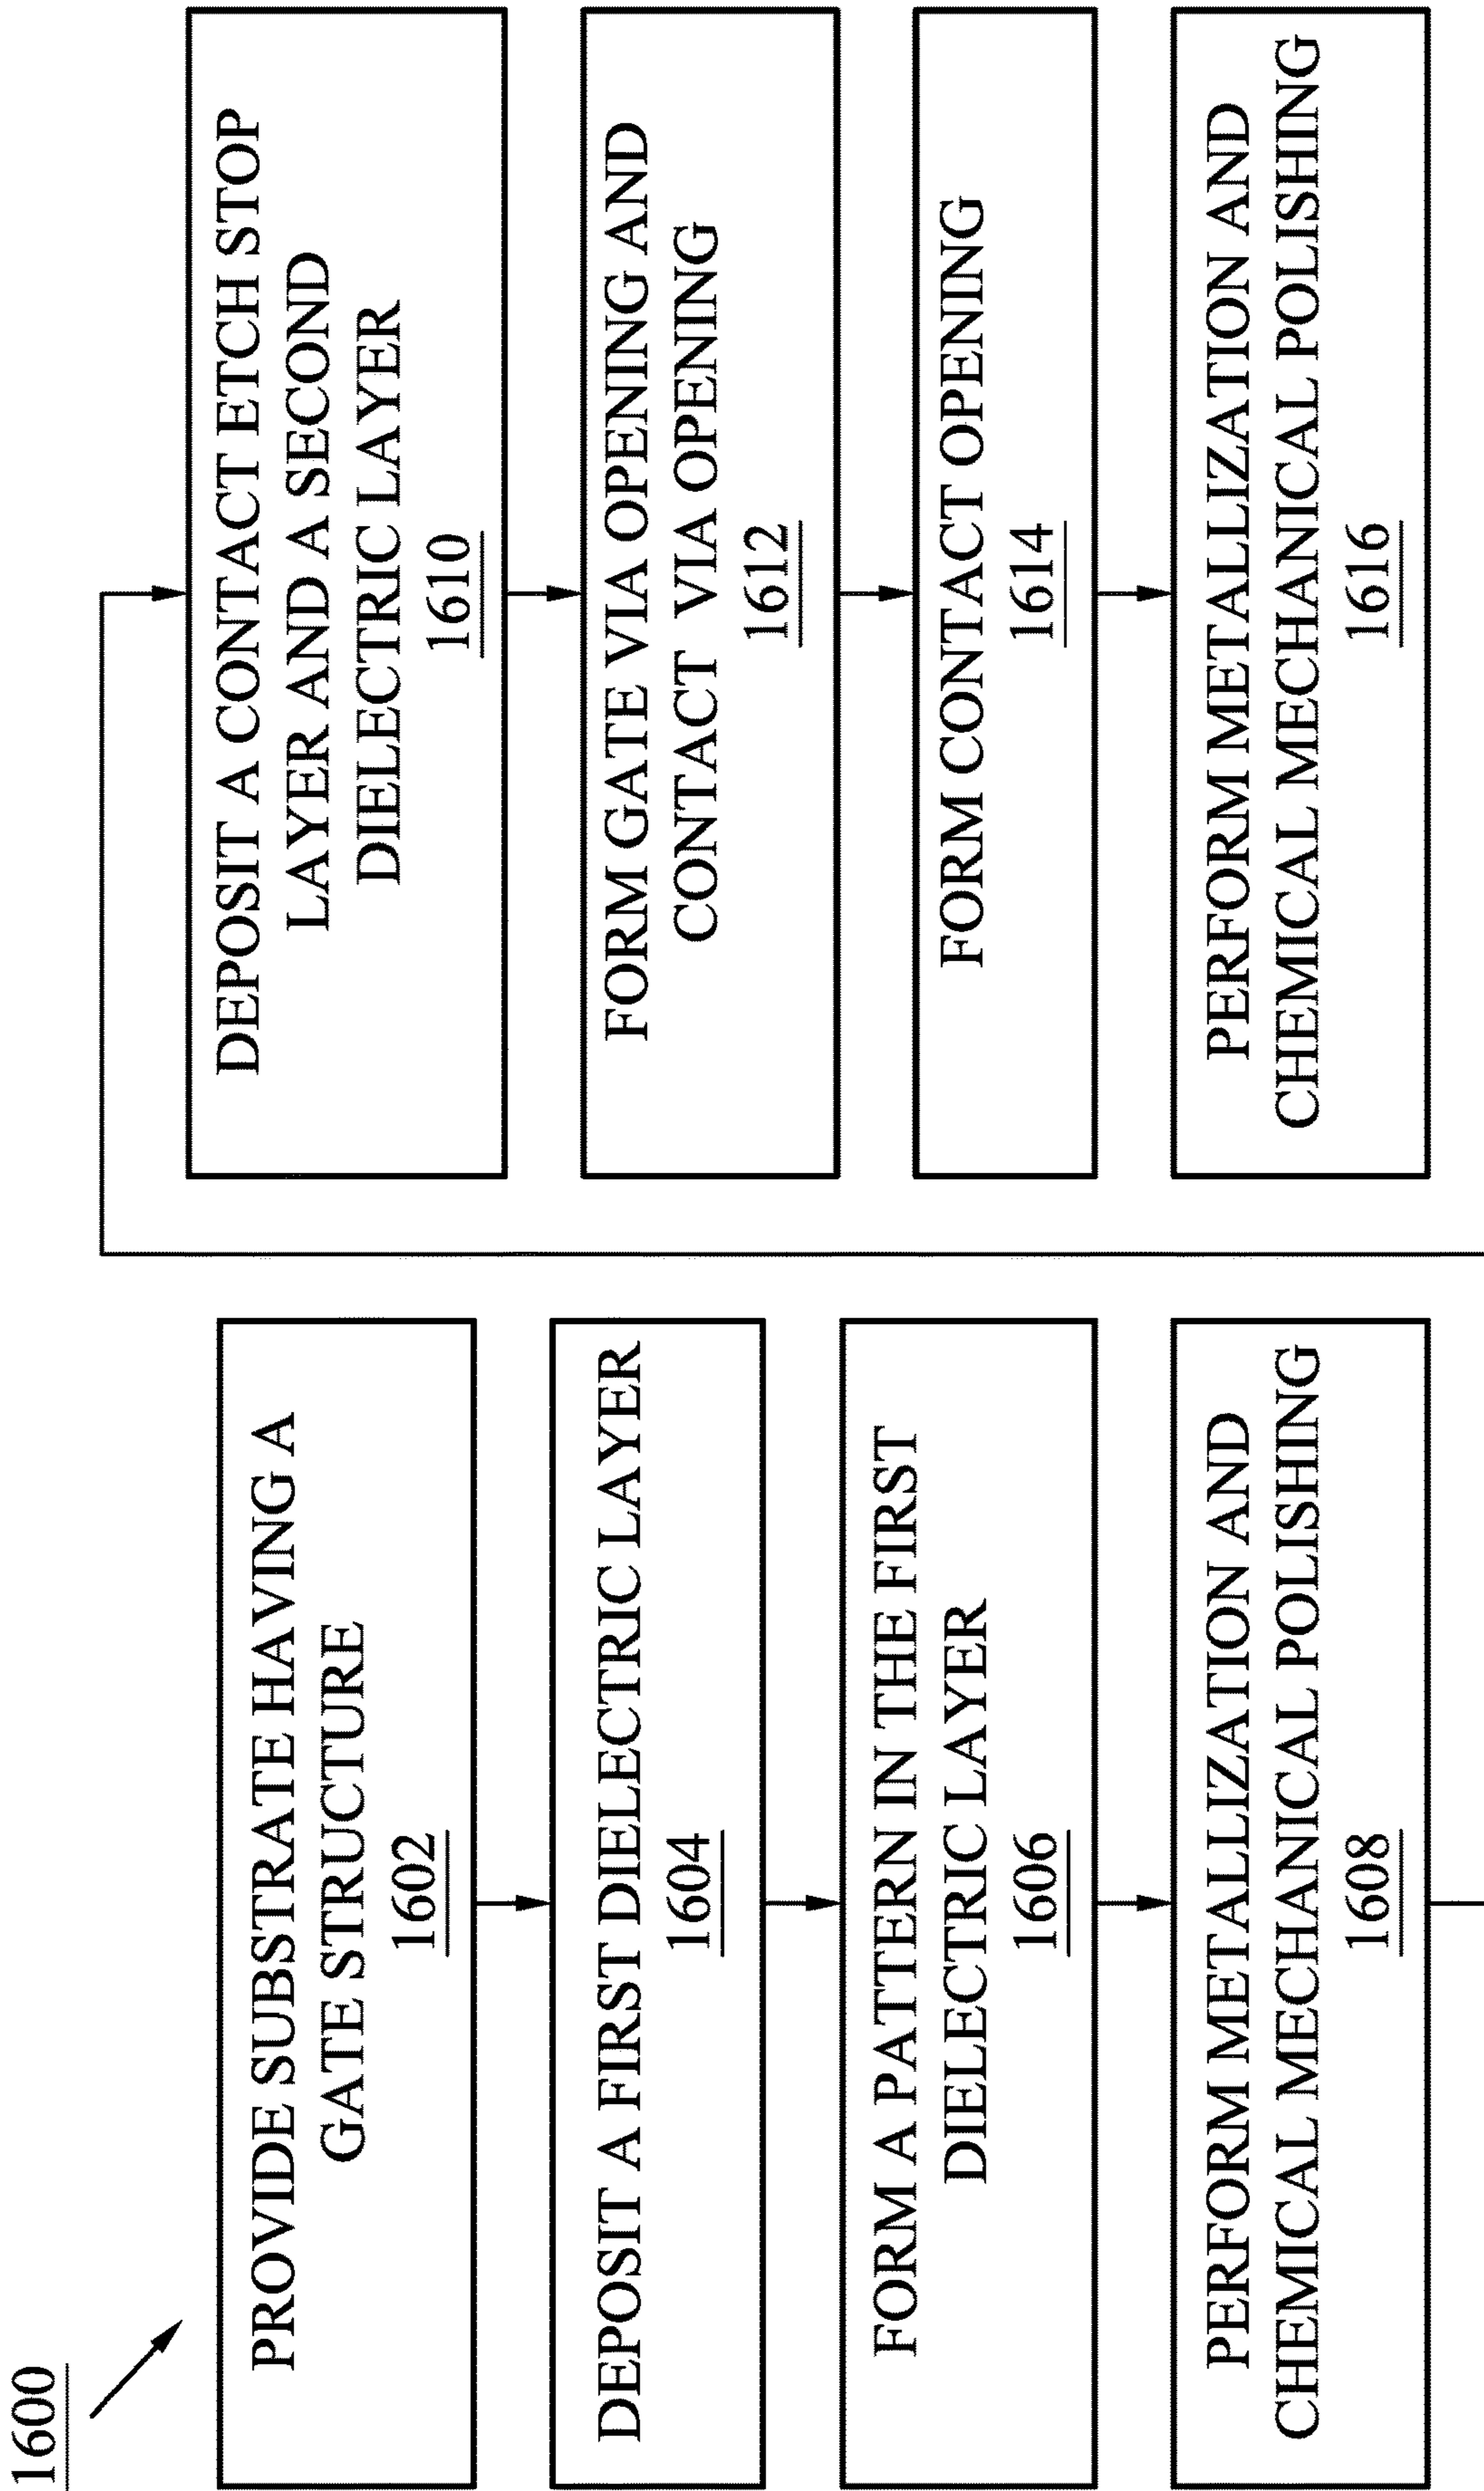 1600
PROVIDE SUBSTRATE HAVING A
GATE STRUCTURE
1602
DEPOSIT A FIRST DIELECTRIC LAYER
1604
FORM A PATTERN IN THE FIRST
DIELECTRIC LAYER
1606
PERFORM METALLIZATION AND
CHEMICAL MECHANICAL POLISHING
1608
DEPOSIT A CONTACT ETCH STOP
LAYER AND A SECOND
DIELECTRIC LAYER
1610
FORM GATE VIA OPENING AND
CONTACT VIA OPENING
1612
FORM CONTACT OPENING
1614
PERFORM METALLIZATION AND
CHEMICAL MECHANICAL POLISHING
1616